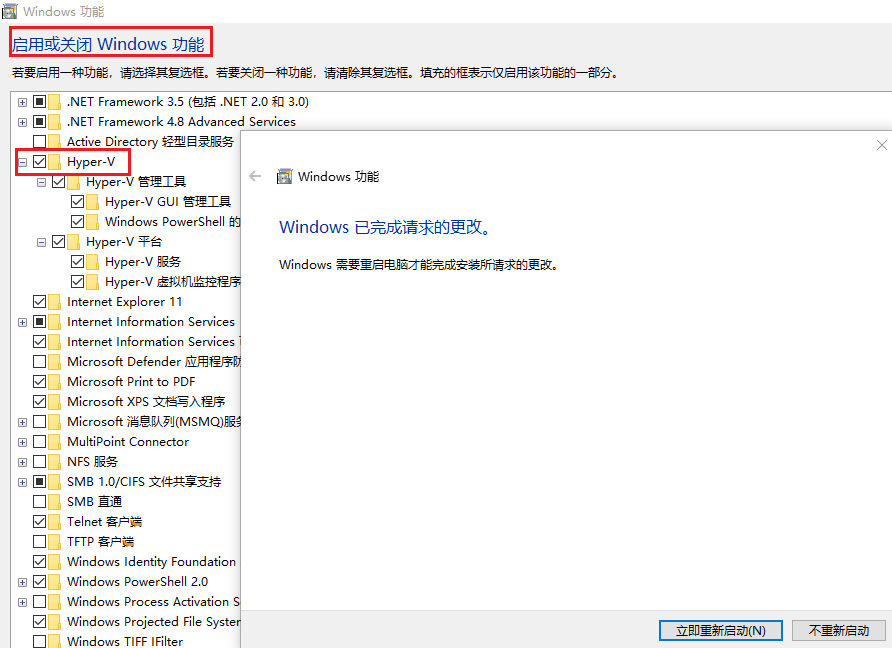 Windows 功能
启用或关闭 Windows 功能
若要启用一种功能，请选择其复选框。若要关闭一种功能，请清除其复选框。填充的框表示仅启用该功能的一部分。
.NET Framework 3.5 (包括 .NET 2.0 和 3.0)
.NET Framework 4.8 Advanced Services
Active Directory 轻型目录服务
Hyper-V
Hyper-V 管理工具
Hyper-V GUI 管理工具
Windows PowerShell 的
Hyper-V 平台
Hyper-V 服务
Hyper-V 虚拟机监控程序
Internet Explorer 11
Internet Information Services
Internet Information Services
Microsoft Defender 应用程序防
Microsoft Print to PDF
Microsoft XPS 文档写入程序
Microsoft 消息队列(MSMQ)服务
MultiPoint Connector
NFS 服务
SMB 1.0/CIFS 文件共享支持
SMB 直通
Telnet 客户端
TFTP 客户端
Windows Identity Foundation
Windows PowerShell 2.0
Windows Process Activation S
Windows Projected File System
Windows TIFF IFilter
Windows 功能
Windows 已完成请求的更改。
Windows 需要重启电脑才能完成安装所请求的更改。
立即重新启动(N)
不重新启动